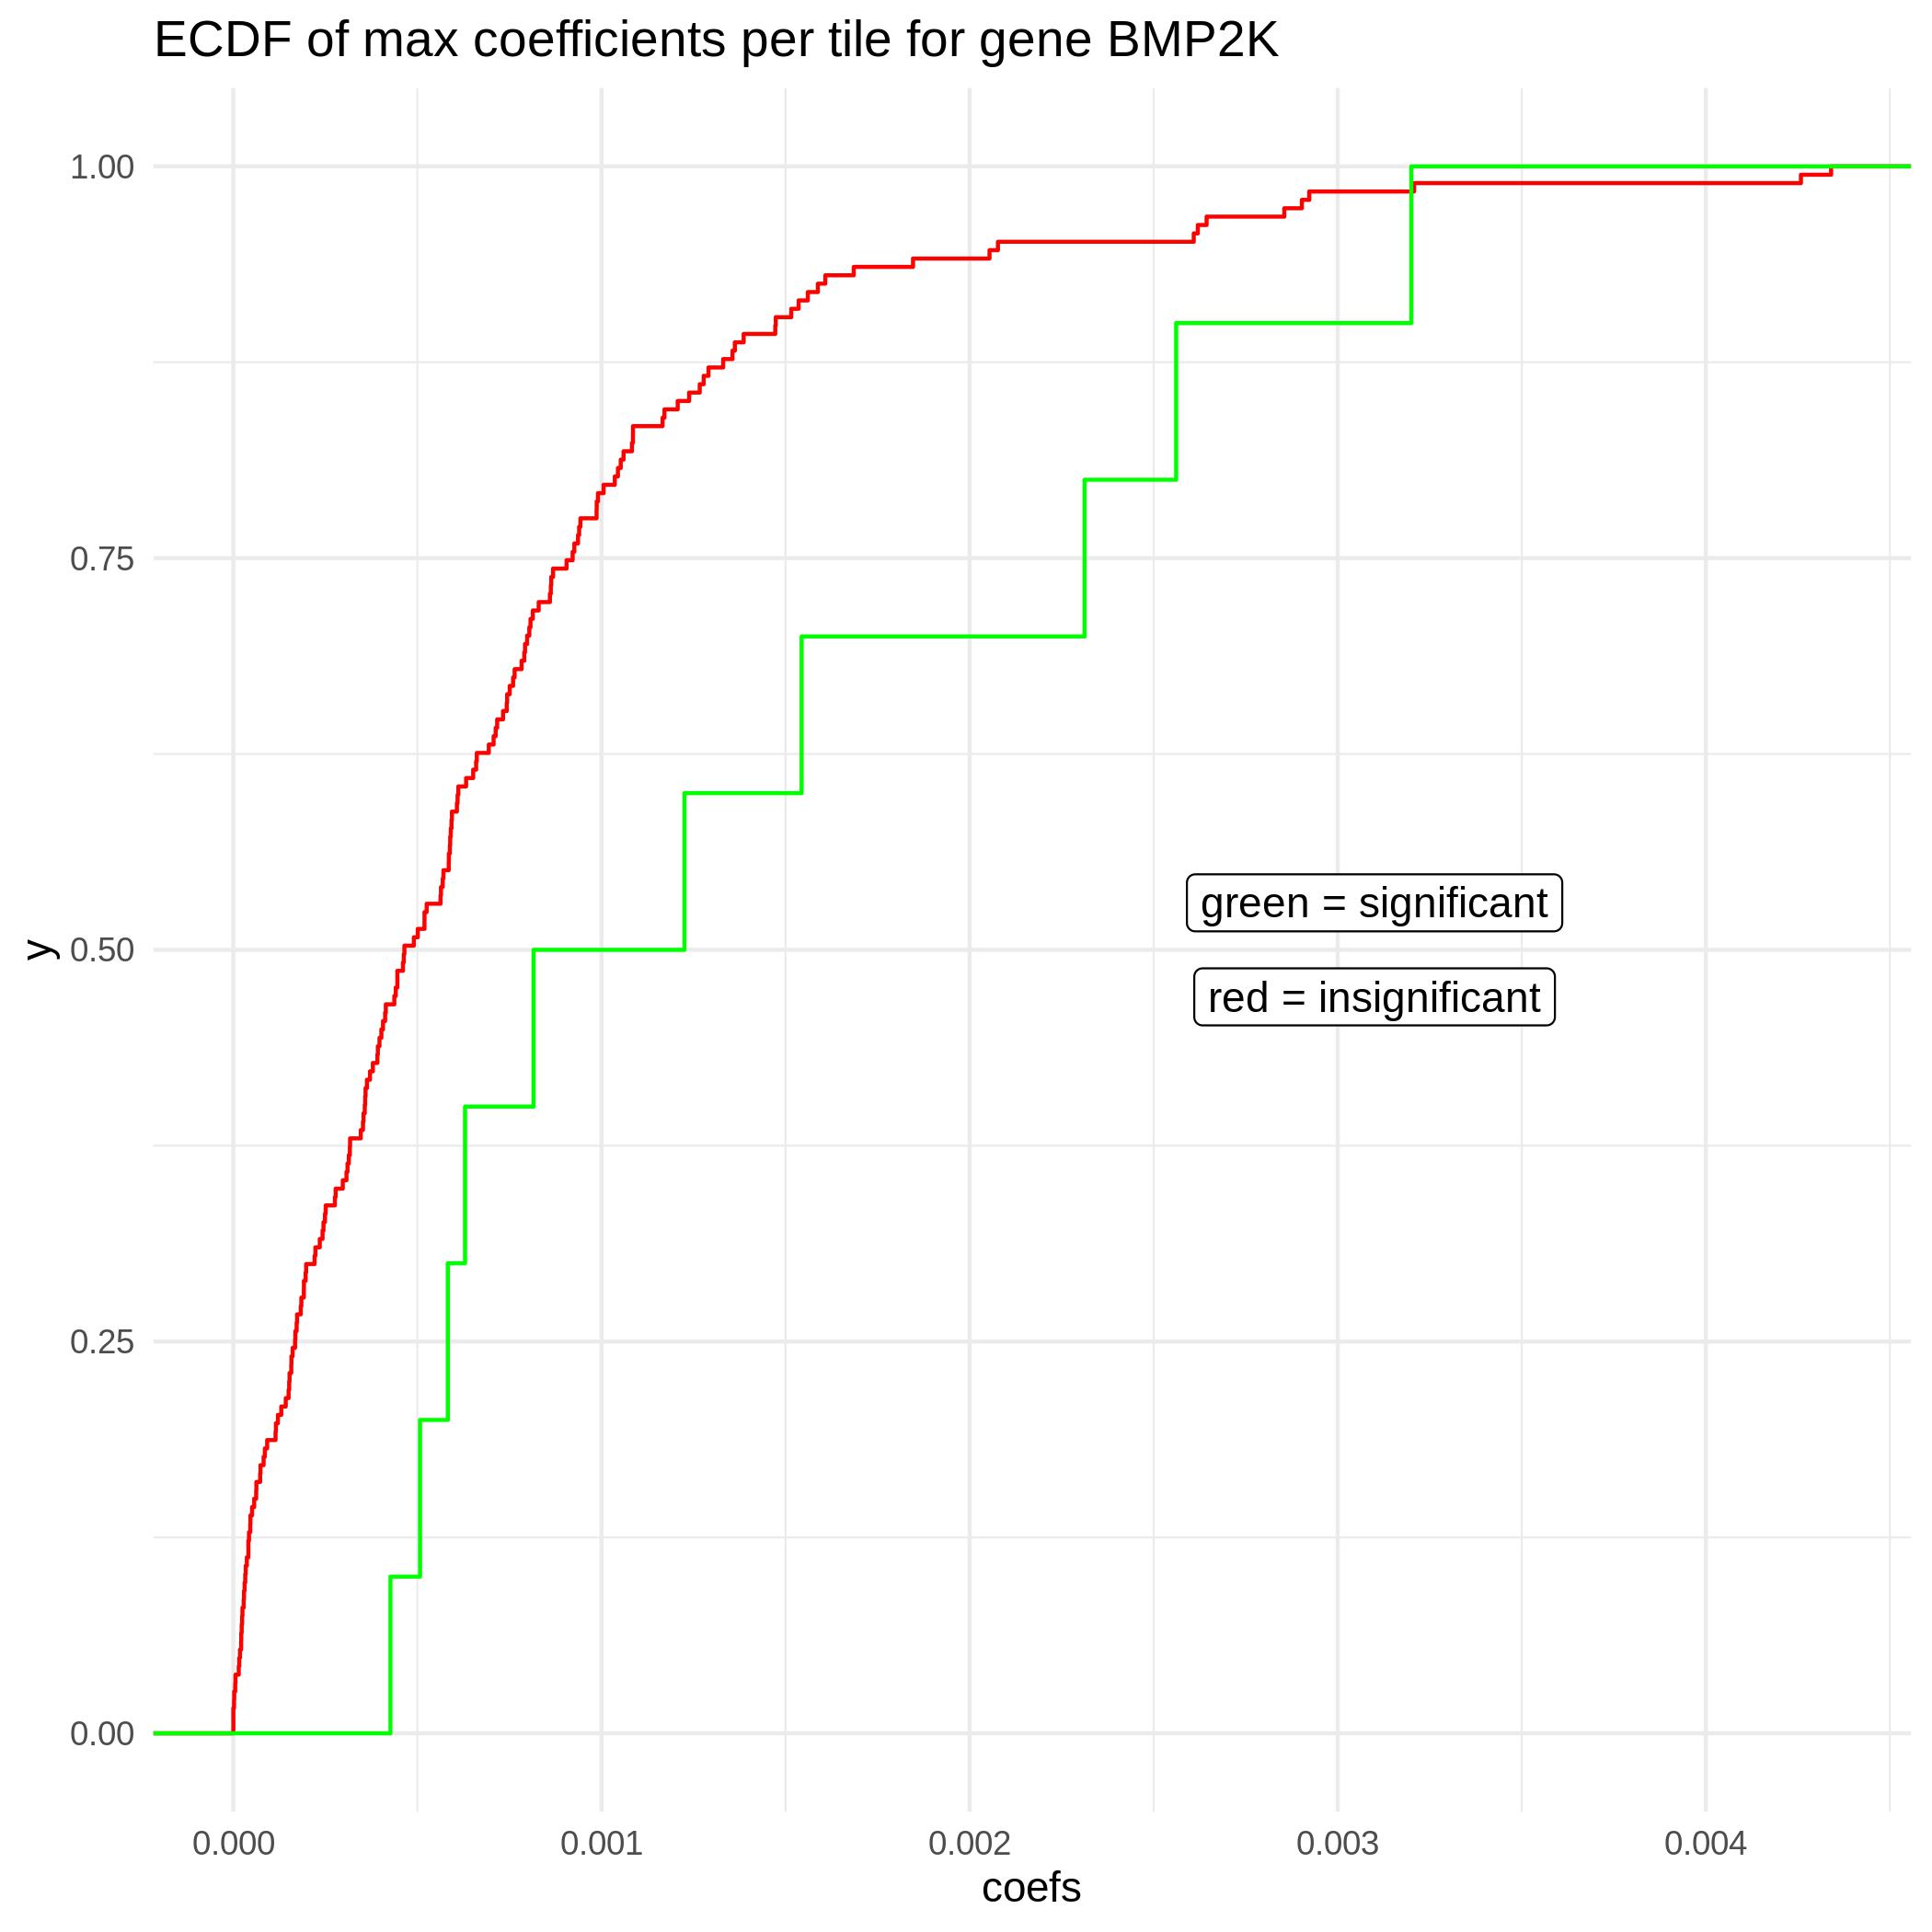 ECDF of max coefficients per tile for gene BMP2K
1.00
0.75
0.50
0.25
0.00
y
green = significant
red = insignificant
0.000 0.001 0.002 0.003 0.004
coefs